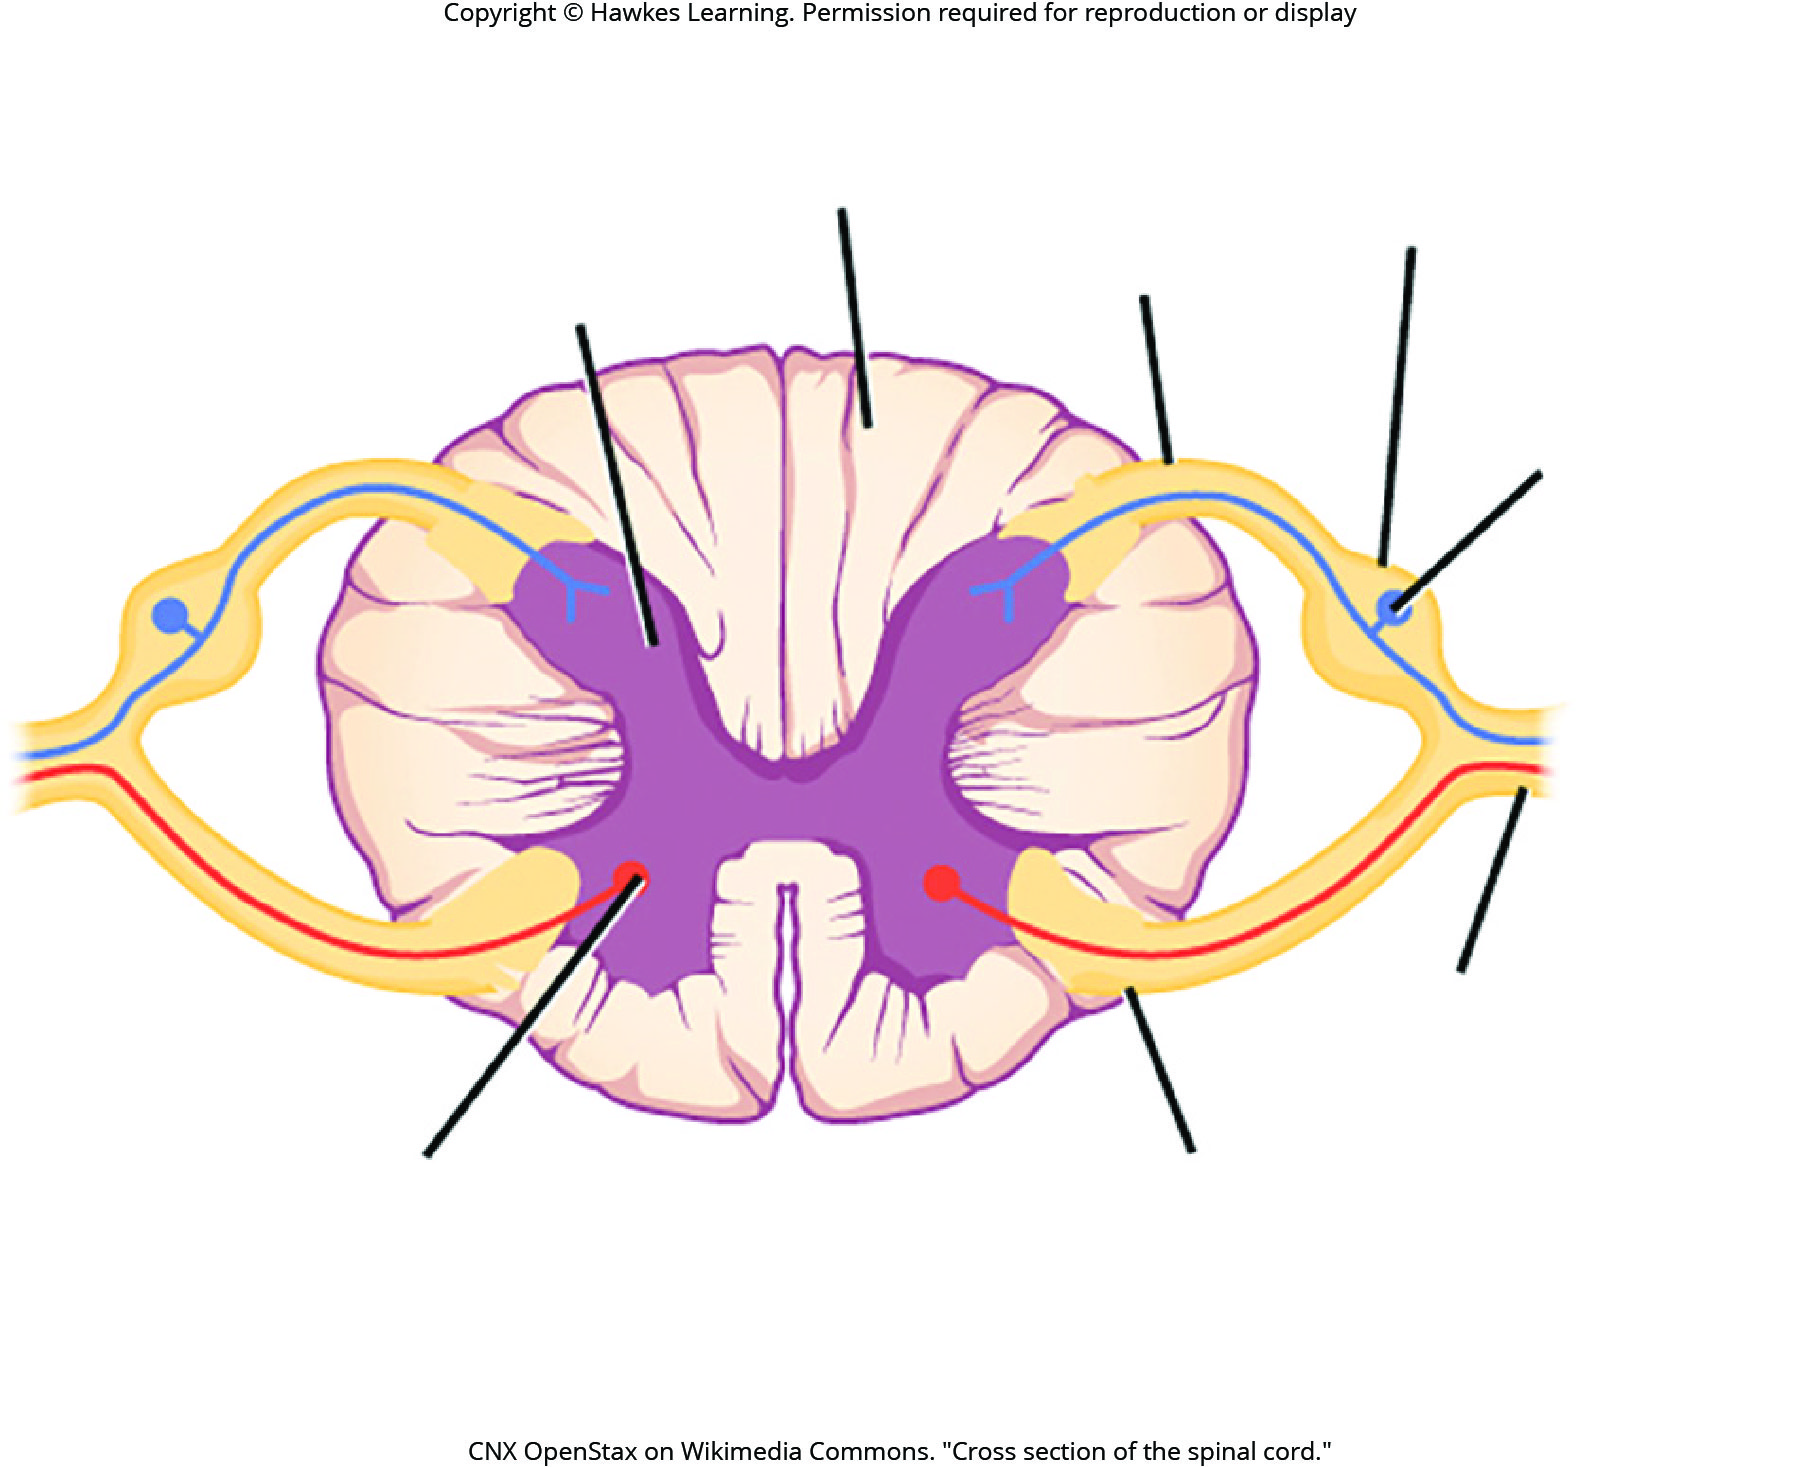 Copyright © Hawkes Learning. Permission required for reproduction or display
CNX OpenStax on Wikimedia Commons. "Cross section of the spinal cord."